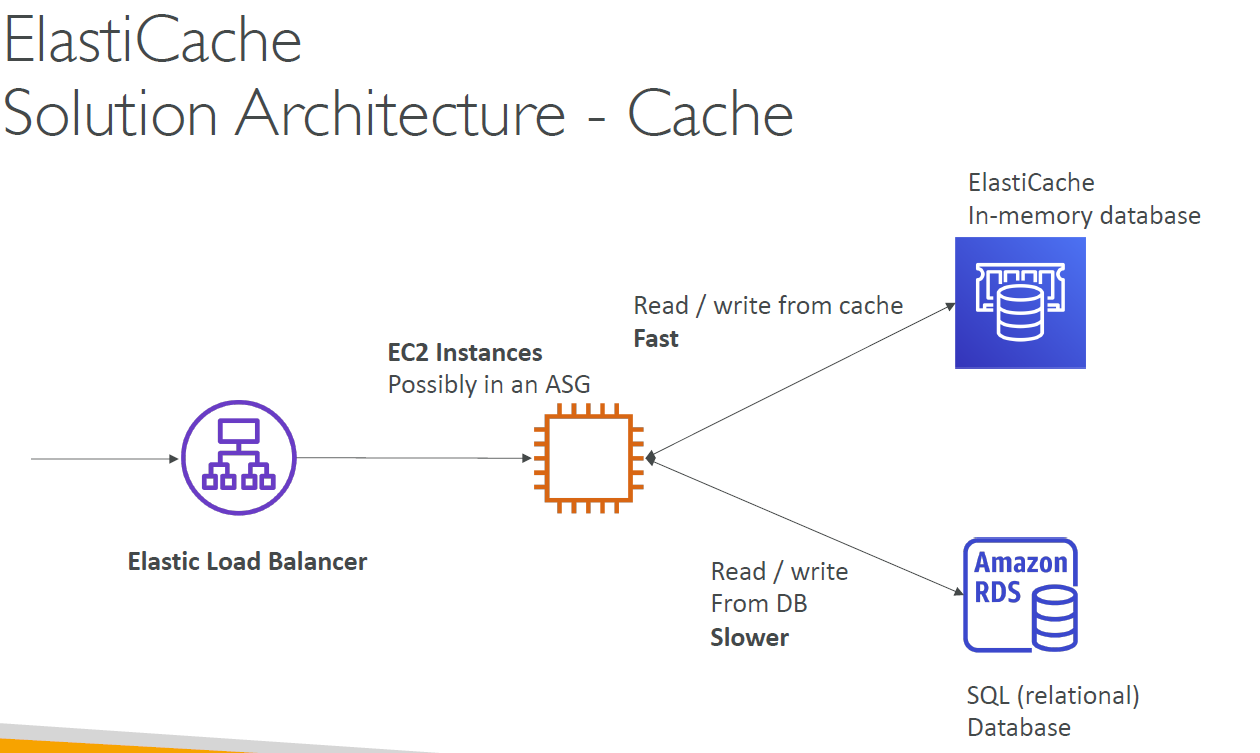 ElastiCache
Solution Architecture - Cache
ElastiCache
In-memory database
Read / write from cache
Fast
EC2 Instances
Possibly in an ASG
Elastic Load Balancer
Read / write
From DB
Slower
Amazon
RDS
SQL (relational)
Database